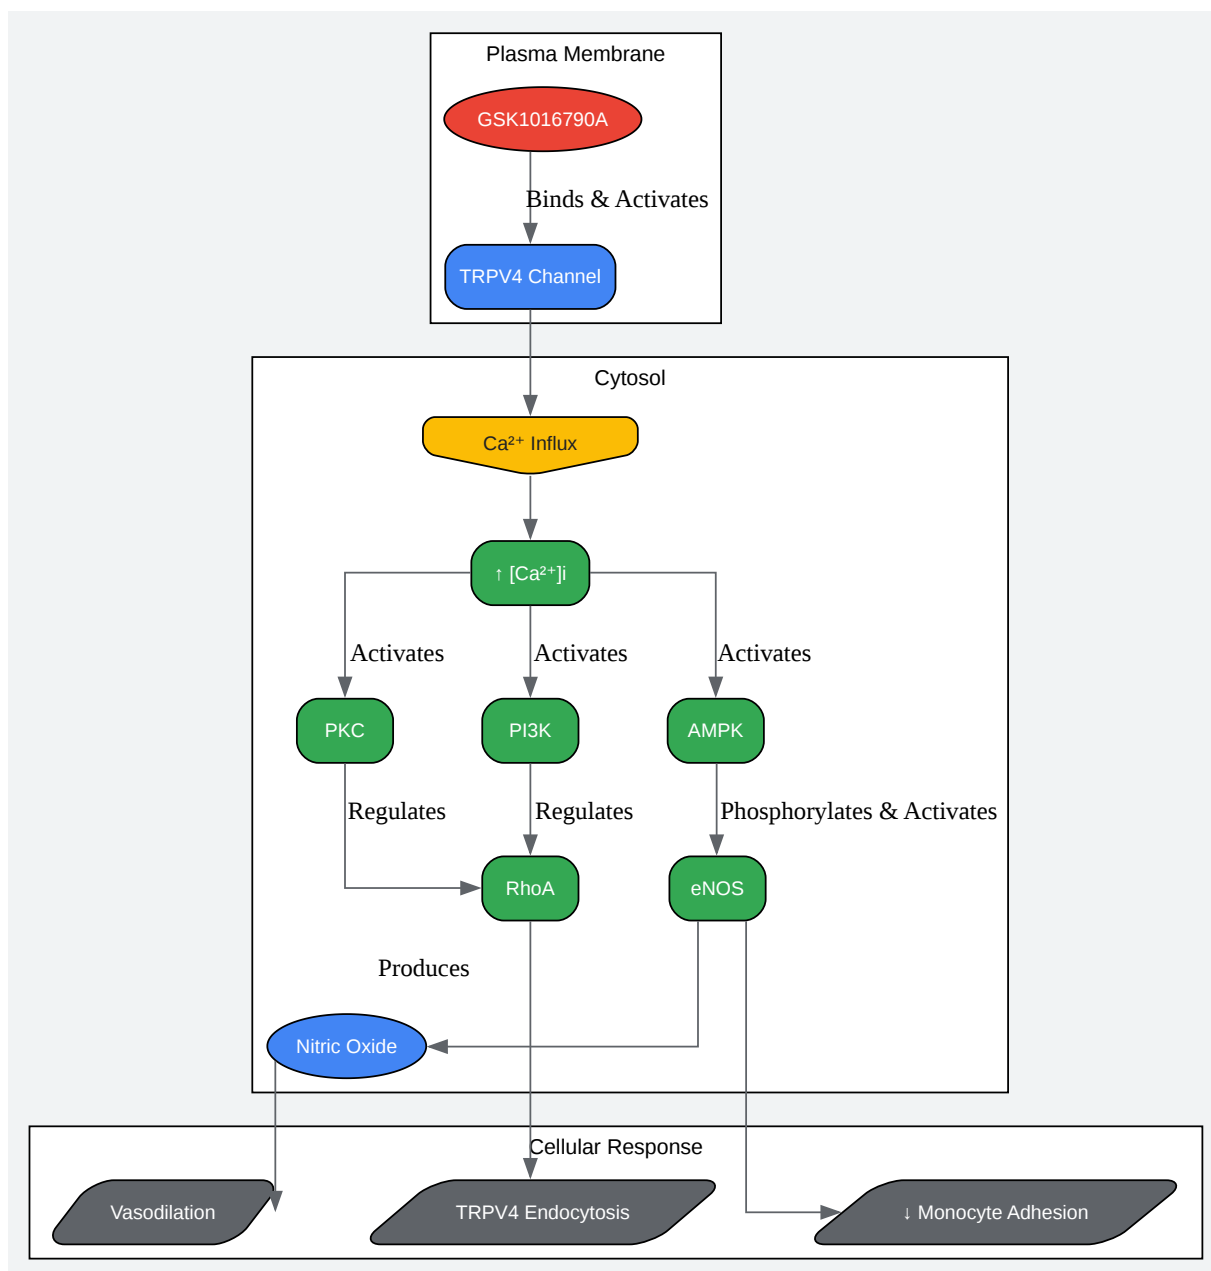 Plasma Membrane
GSK1016790A
Binds & Activates
TRPV4 Channel
Cytosol
Ca²⁺ Influx
↑ [Ca²⁺]i
Activates
Activates
Activates
PKC
PI3K
AMPK
Regulates
Regulates
Phosphorylates & Activates
RhoA
eNOS
Produces
Nitric Oxide
Cellular Response
Vasodilation
TRPV4 Endocytosis
↓ Monocyte Adhesion